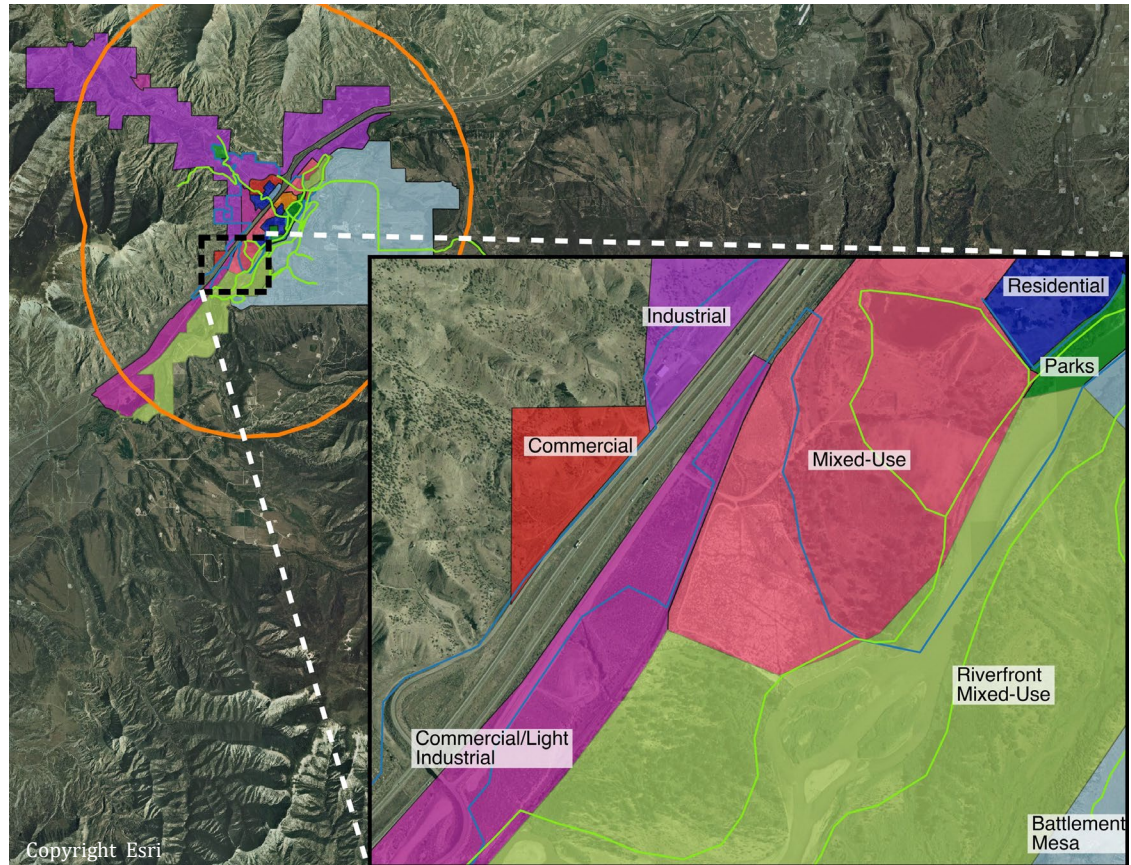 Industrial
Residential
Parks
Commercial
Mixed-Use
Riverfront
Mixed-Use
Commercial/Light
Industrial
Battlement
Mesa
Copyright Esri